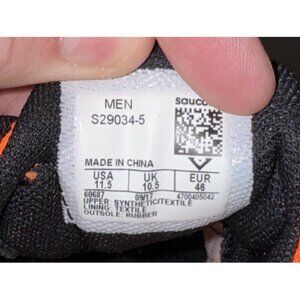 MEN
saucony
S29034-5
MADE IN CHINA
USA UK EUR
11.5 10.5 46
60687 09/17 4700405042
UPPER: SYNTHETIC/TEXTILE
LINING: TEXTILE
OUTSOLE: RUBBER